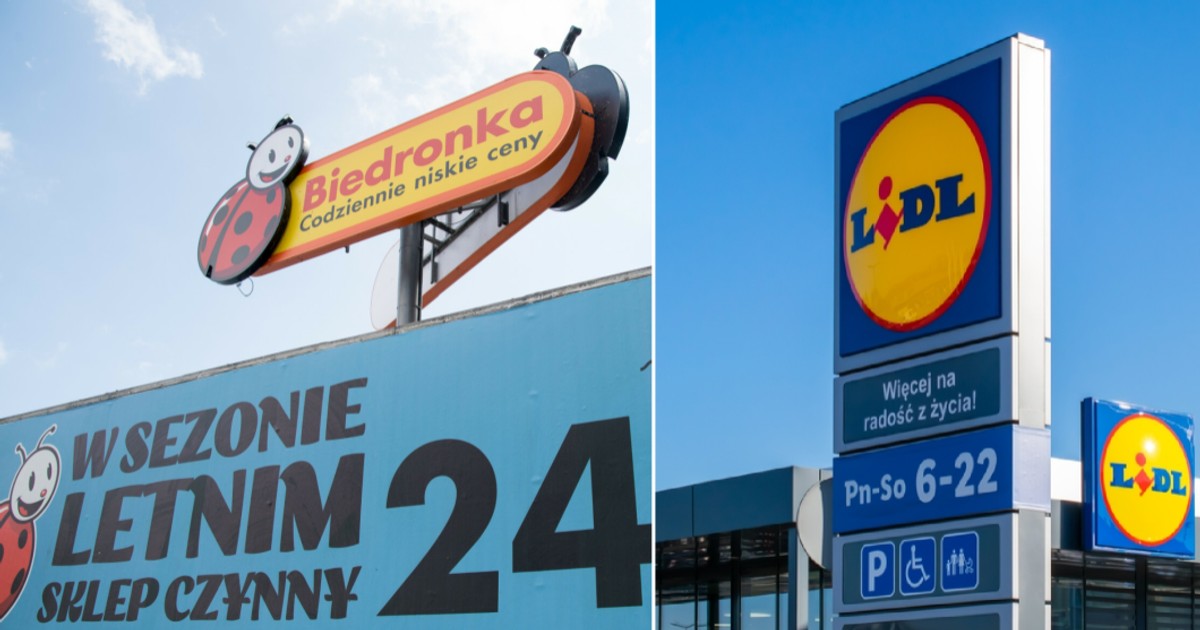 Biedronka
Codziennie niskie ceny
W SEZONIE
LETNIM
SKLEP CZYNNY
24
LIDL
Więcej na
radość z życia!
Pn-So 6-22
P
LIDL